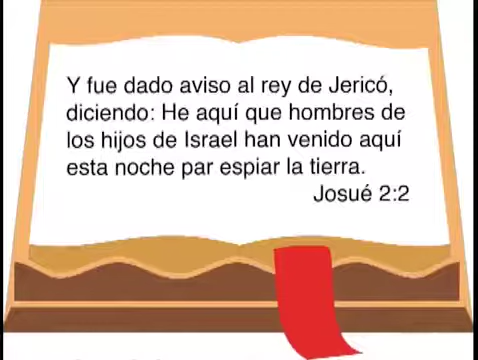 Y fue dado aviso al rey de Jericó,
diciendo: He aquí que hombres de
los hijos de Israel han venido aquí
esta noche par espiar la tierra.
Josué 2:2